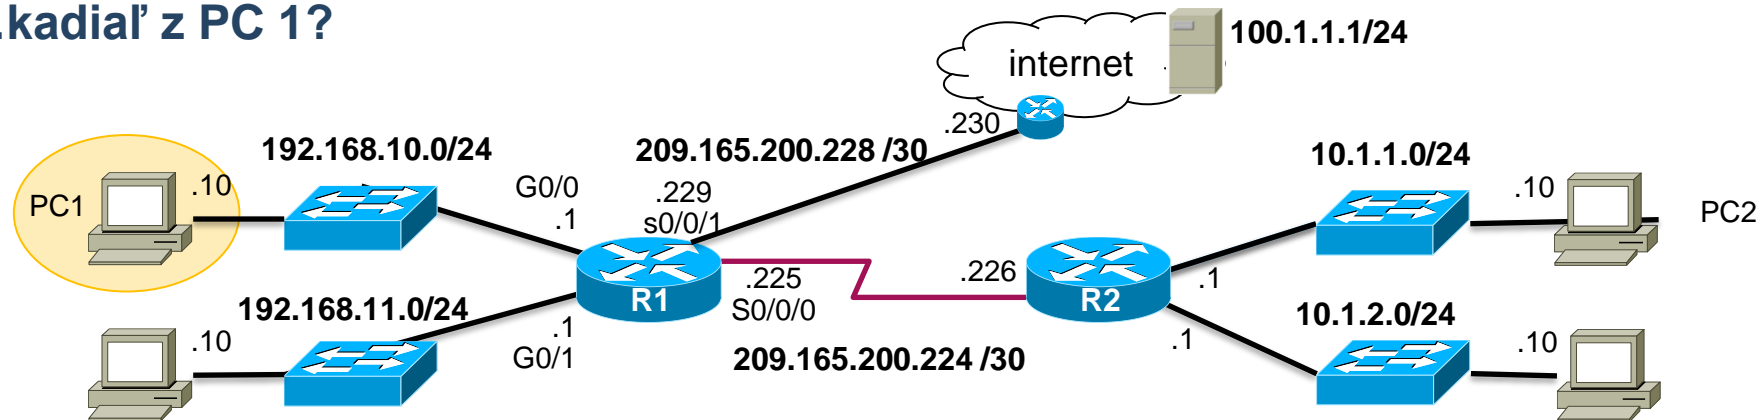 .kadiaľ z PC 1?
100.1.1.1/24
internet
.230
192.168.10.0/24
209.165.200.228 /30
10.1.1.0/24
PC1
.10
G0/0
.1
.229
s0/0/1
.10
PC2
R1
.225
S0/0/0
.226
R2
.1
192.168.11.0/24
.10
.1
G0/1
209.165.200.224 /30
10.1.2.0/24
.1
.10